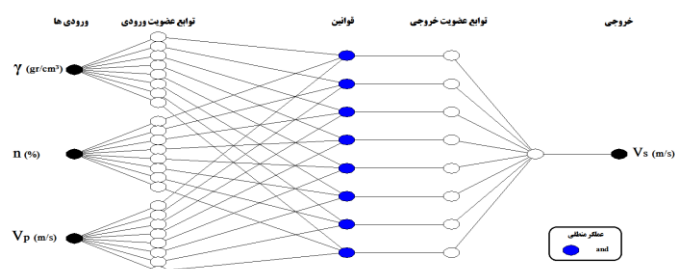 ورودی ها
توابع عضویت ورودی
قوانین
توابع عضویت خروجی
خروجی
γ (gr/cm³)
n (%)
Vp (m/s)
Vs (m/s)
عملگر منطقی
and